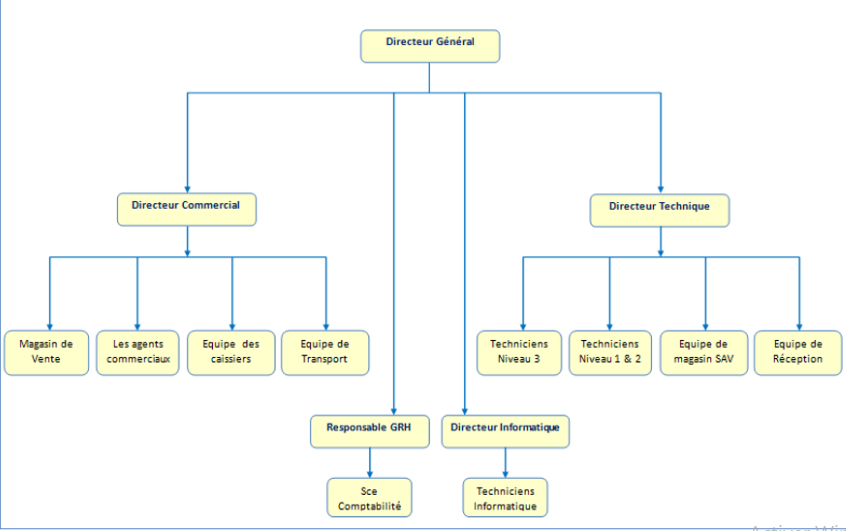 Directeur Général
Directeur Commercial
Directeur Technique
Magasin de
Vente
Les agents
commerciaux
Equipe des
caissiers
Equipe de
Transport
Techniciens
Niveau 3
Techniciens
Niveau 1 & 2
Equipe de
magasin SAV
Equipe de
Réception
Responsable GRH
Directeur Informatique
Sce
Comptabilité
Techniciens
Informatique